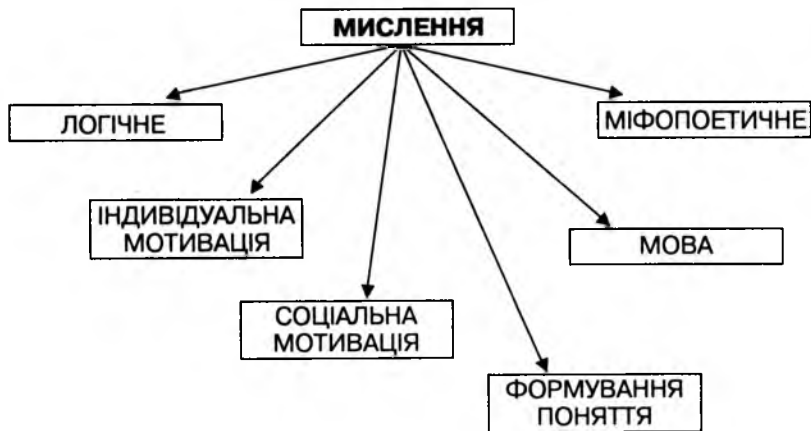 МИСЛЕННЯ
ЛОГІЧНЕ
МІФОПОЕТИЧНЕ
ІНДИВІДУАЛЬНА
МОТИВАЦІЯ
МОВА
СОЦІАЛЬНА
МОТИВАЦІЯ
ФОРМУВАННЯ
ПОНЯТТЯ